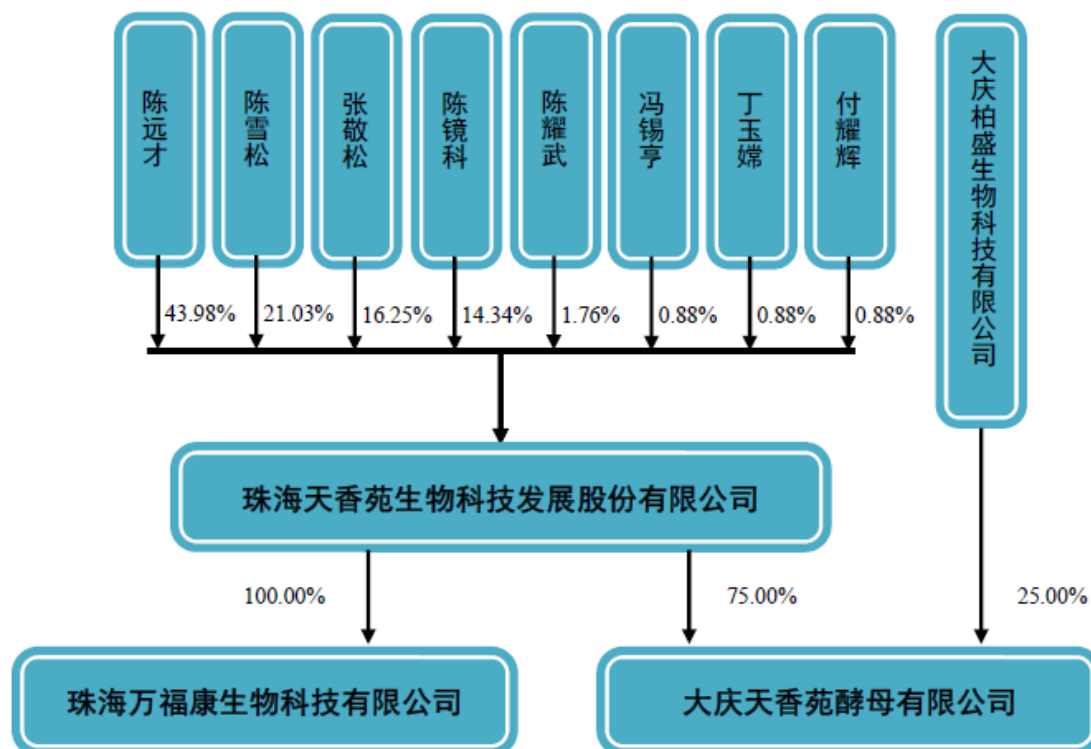 陈远才
陈雪松
张敬松
陈镜科
陈耀武
冯锡亨
丁玉嫦
付耀辉
大庆柏盛生物科技有限公司
43.98%
21.03%
16.25%
14.34%
1.76%
0.88%
0.88%
0.88%
珠海天香苑生物科技发展股份有限公司
100.00%
75.00%
25.00%
珠海万福康生物科技有限公司
大庆天香苑酵母有限公司